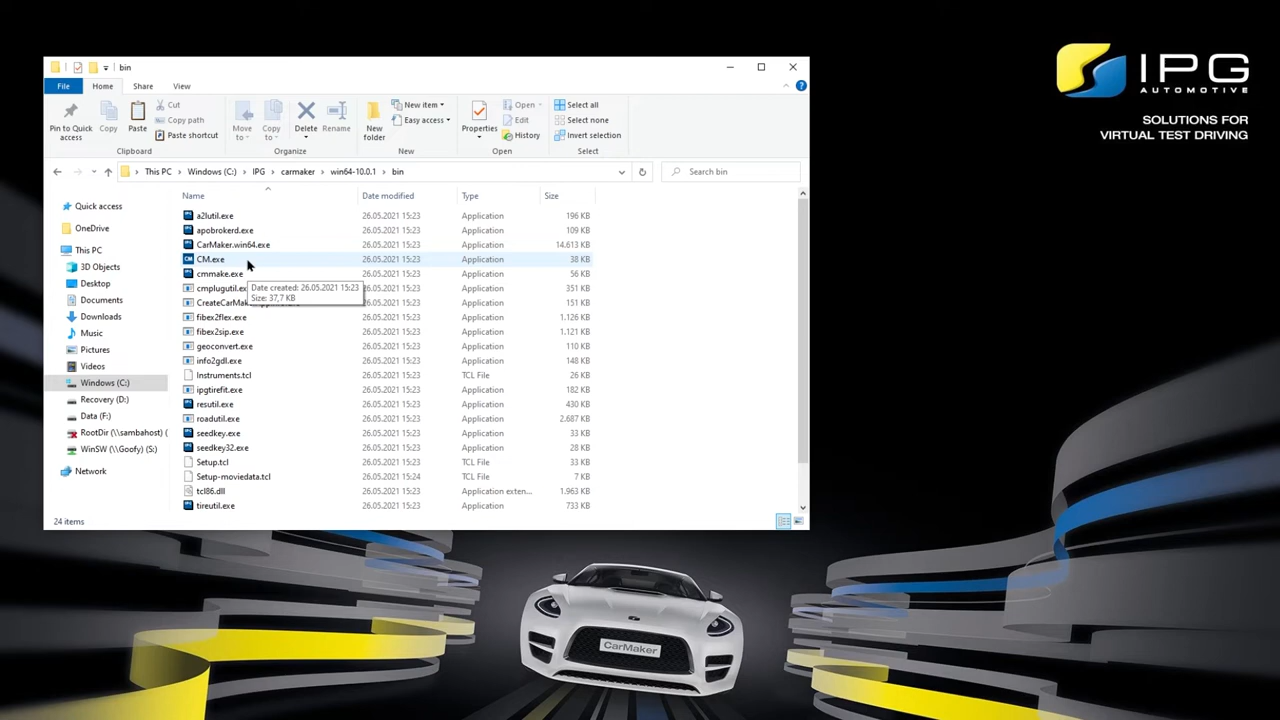 bin
File
Home
Share
View
Pin to Quick
access
Copy
Paste
Cut
Copy path
Paste shortcut
Clipboard
Move
to
Copy
to
Delete
Rename
Organize
New
folder
New item
Easy access
New
Properties
Open
Edit
History
Open
Select all
Select none
Invert selection
Select
This PC > Windows (C:) > IPG > carmaker > win64-10.0.1 > bin
Search bin
Name Date modified Type Size
Quick access
OneDrive
This PC
3D Objects
Desktop
Documents
Downloads
Music
Pictures
Videos
Windows (C:)
Recovery (D:)
Data (F:)
RootDir (\\sambahost) (
WinSW (\\Goofy) (S:)
Network
a2lutil.exe 26.05.2021 15:23 Application 196 KB
apobrokerd.exe 26.05.2021 15:23 Application 109 KB
CarMaker.win64.exe 26.05.2021 15:23 Application 14.613 KB
CM.exe 26.05.2021 15:23 Application 38 KB
cmmake.exe 26.05.2021 15:23 Application 56 KB
cmplugutil.ex 26.05.2021 15:23 Application 351 KB
CreateCarMak 26.05.2021 15:23 Application 151 KB
Date created: 26.05.2021 15:23
Size: 37,7 KB
fibex2flex.exe 26.05.2021 15:23 Application 1.126 KB
fibex2sip.exe 26.05.2021 15:23 Application 1.121 KB
geoconvert.exe 26.05.2021 15:23 Application 110 KB
info2gdl.exe 26.05.2021 15:23 Application 148 KB
Instruments.tcl 26.05.2021 15:23 TCL File 26 KB
ipgtirefit.exe 26.05.2021 15:23 Application 182 KB
resutil.exe 26.05.2021 15:23 Application 430 KB
roadutil.exe 26.05.2021 15:23 Application 2.687 KB
seedkey.exe 26.05.2021 15:23 Application 33 KB
seedkey32.exe 26.05.2021 15:23 Application 28 KB
Setup.tcl 26.05.2021 15:23 TCL File 33 KB
Setup-moviedata.tcl 26.05.2021 15:24 TCL File 7 KB
tcl86.dll 26.05.2021 15:23 Application exten... 1.963 KB
tireutil.exe 26.05.2021 15:23 Application 733 KB
24 items
IPG
AUTOMOTIVE
SOLUTIONS FOR
VIRTUAL TEST DRIVING
CarMaker